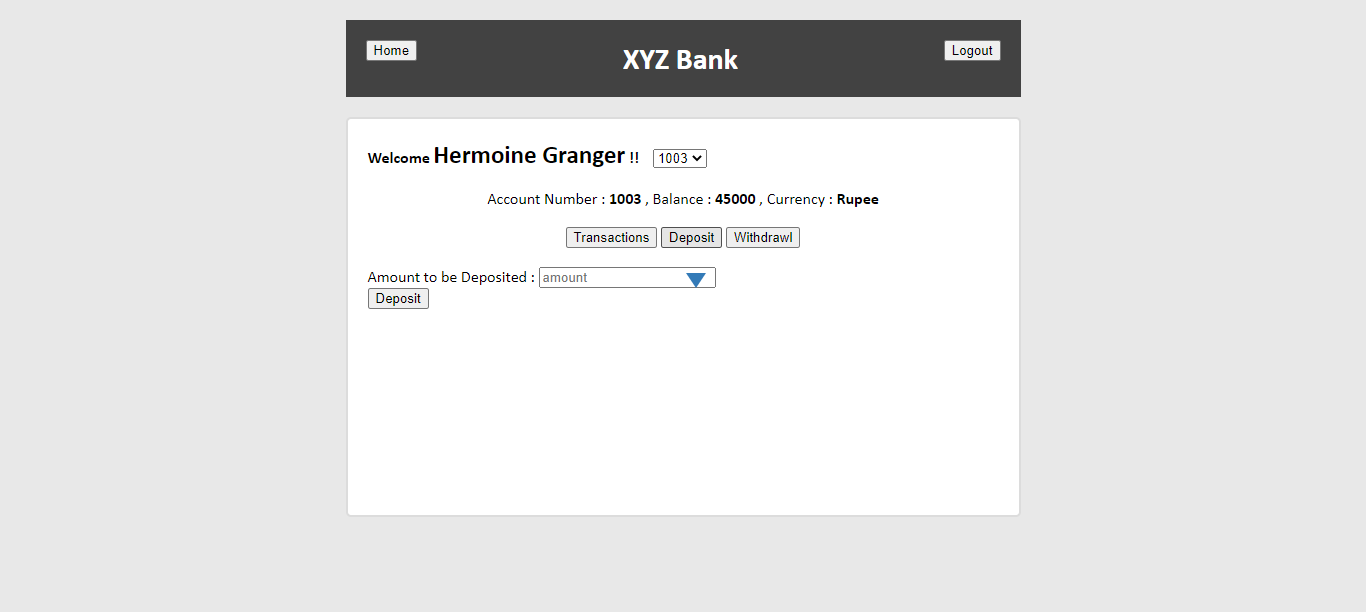 Home XYZ Bank Logout
Welcome Hermoine Granger !! 1003
Account Number : 1003 , Balance : 45000 , Currency : Rupee
Transactions Deposit Withdrawl
Amount to be Deposited : amount
Deposit